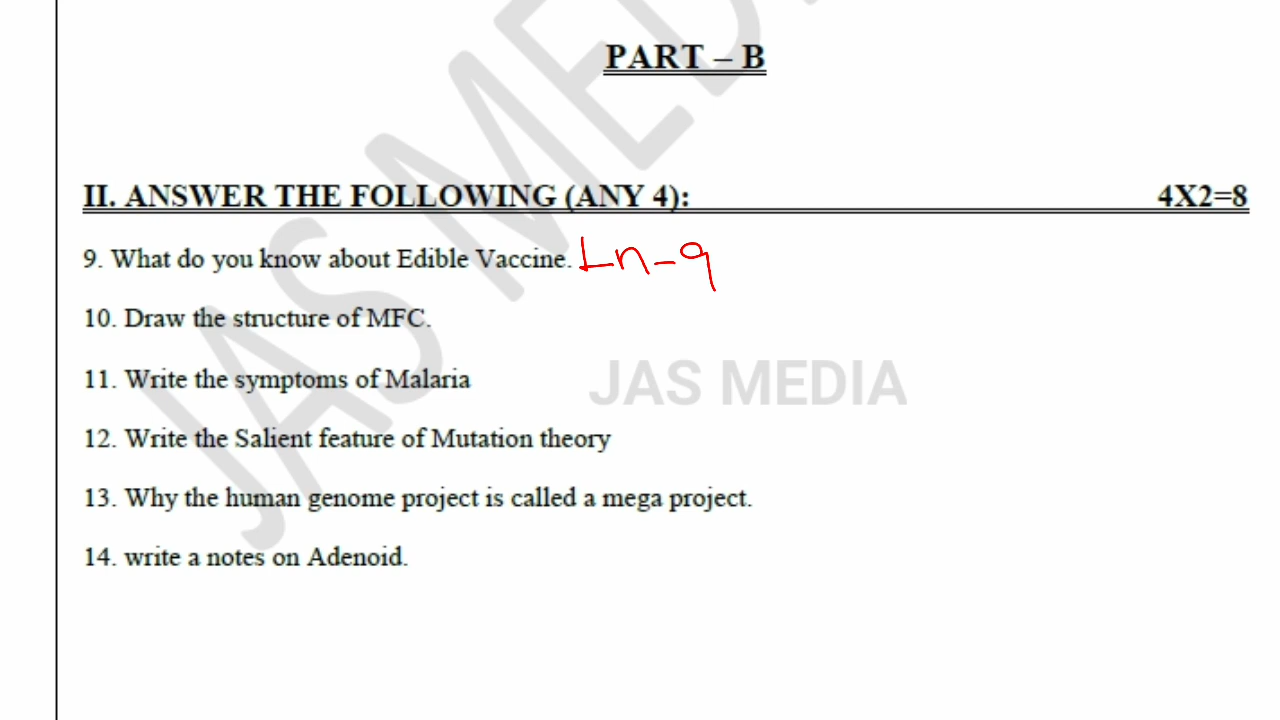 PART – B
II. ANSWER THE FOLLOWING (ANY 4): 4X2=8
9. What do you know about Edible Vaccine. Ln-9
10. Draw the structure of MFC.
11. Write the symptoms of Malaria
JAS MEDIA
12. Write the Salient feature of Mutation theory
13. Why the human genome project is called a mega project.
14. write a notes on Adenoid.
JAS MEDIA